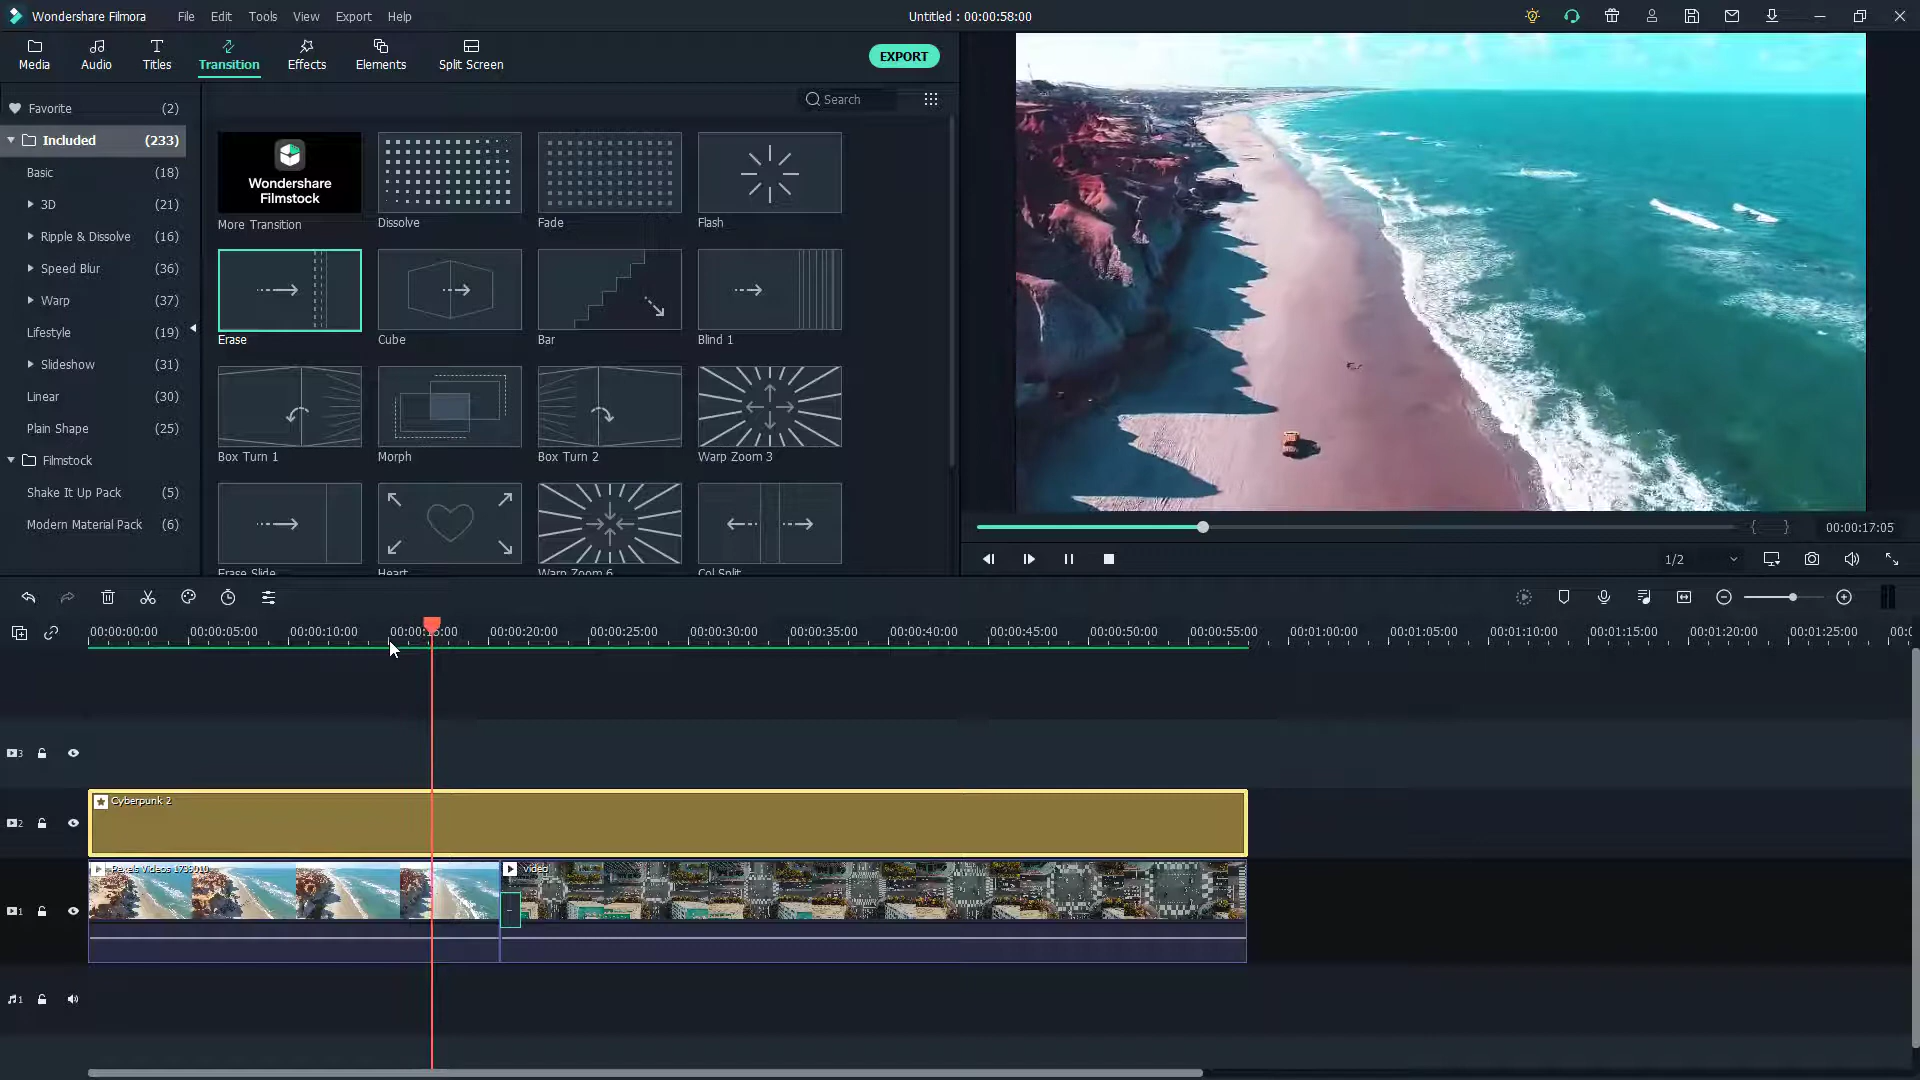 Wondershare Filmora File Edit Tools View Export Help Untitled : 00:00:58:00
Media Audio Titles Transition Effects Elements Split Screen EXPORT
Favorite (2)
Included (233)
Basic (18)
3D (21)
Ripple & Dissolve (16)
Speed Blur (36)
Warp (37)
Lifestyle (19)
Slideshow (31)
Linear (30)
Plain Shape (25)
Filmstock
Shake It Up Pack (5)
Modern Material Pack (6)
Search
Wondershare
Filmstock
More Transition Dissolve Fade Flash
Erase Cube Bar Blind 1
Box Turn 1 Morph Box Turn 2 Warp Zoom 3
Erase Slide Heart Warp Zoom 6 Col Split
00:00:17:05
1/2
00:00:00:00 00:00:05:00 00:00:10:00 00:00:15:00 00:00:20:00 00:00:25:00 00:00:30:00 00:00:35:00 00:00:40:00 00:00:45:00 00:00:50:00 00:00:55:00 00:01:00:00 00:01:05:00 00:01:10:00 00:01:15:00 00:01:20:00 00:01:25:00 00:0
3
2
Cyberpunk 2
1
Pexels Videos 1739010 video
1